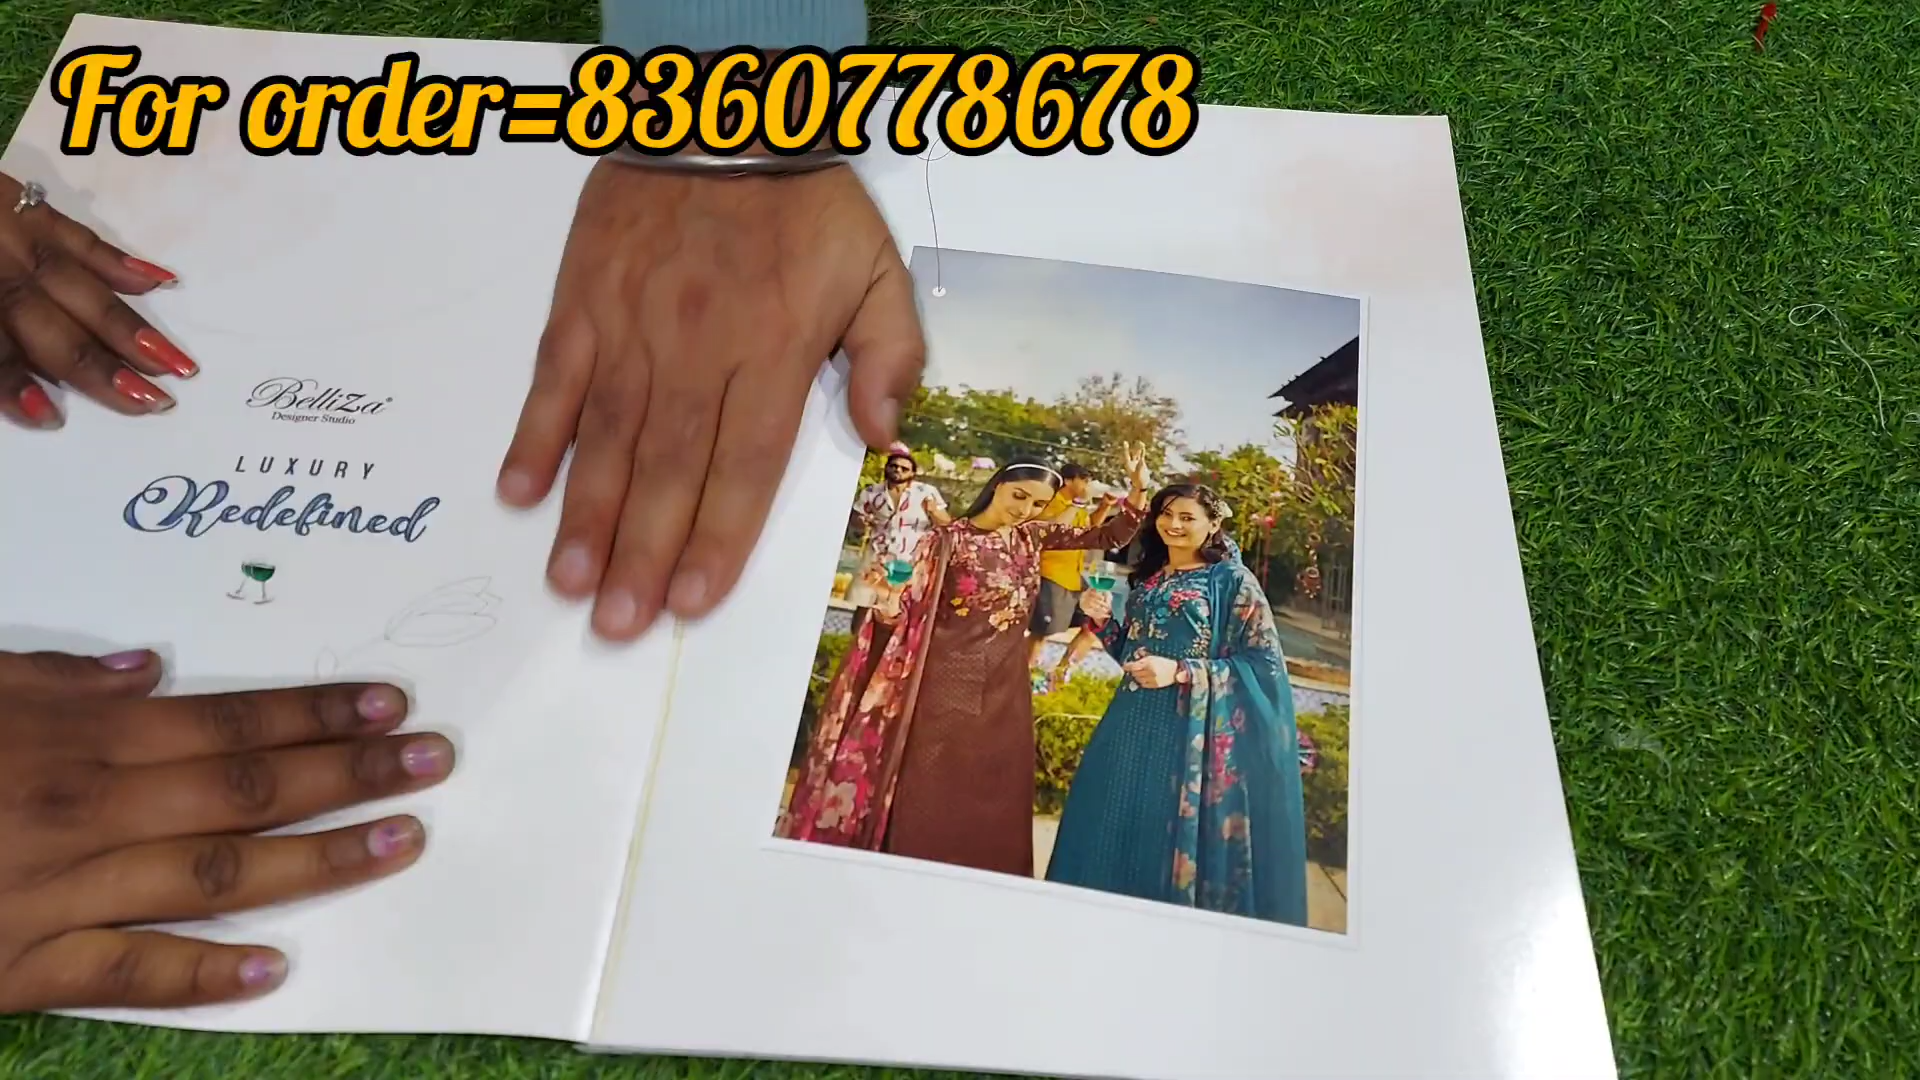 For order=8360778678
BelliZa®
Designer Studio
LUXURY
Redefined